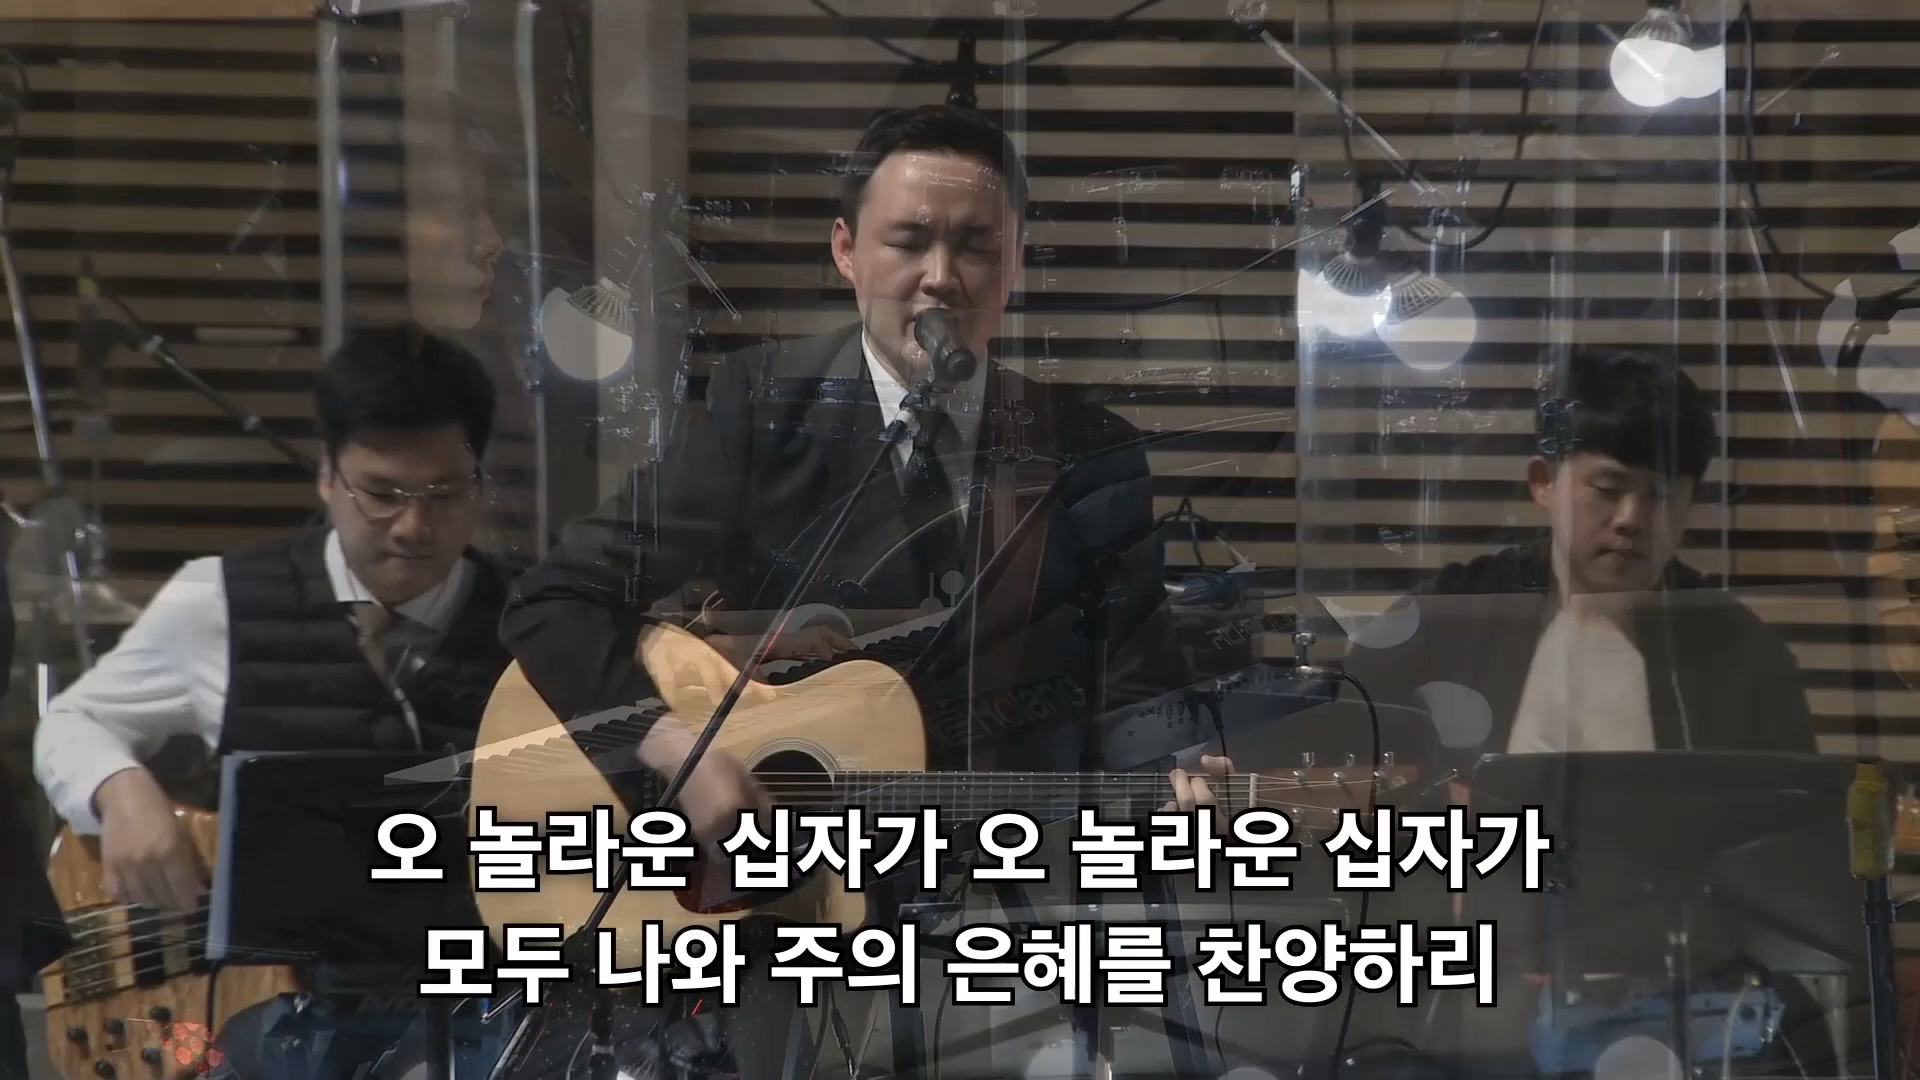 오 놀라운 십자가 오 놀라운 십자가
모두 나와 주의 은혜를 찬양하리
Roland